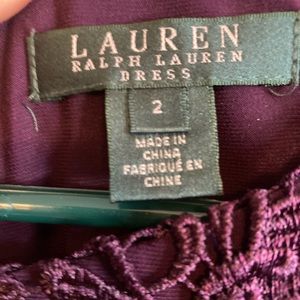 LAUREN
RALPH LAUREN
DRESS
2
MADE IN
CHINA
FABRIQUÉ EN
CHINE